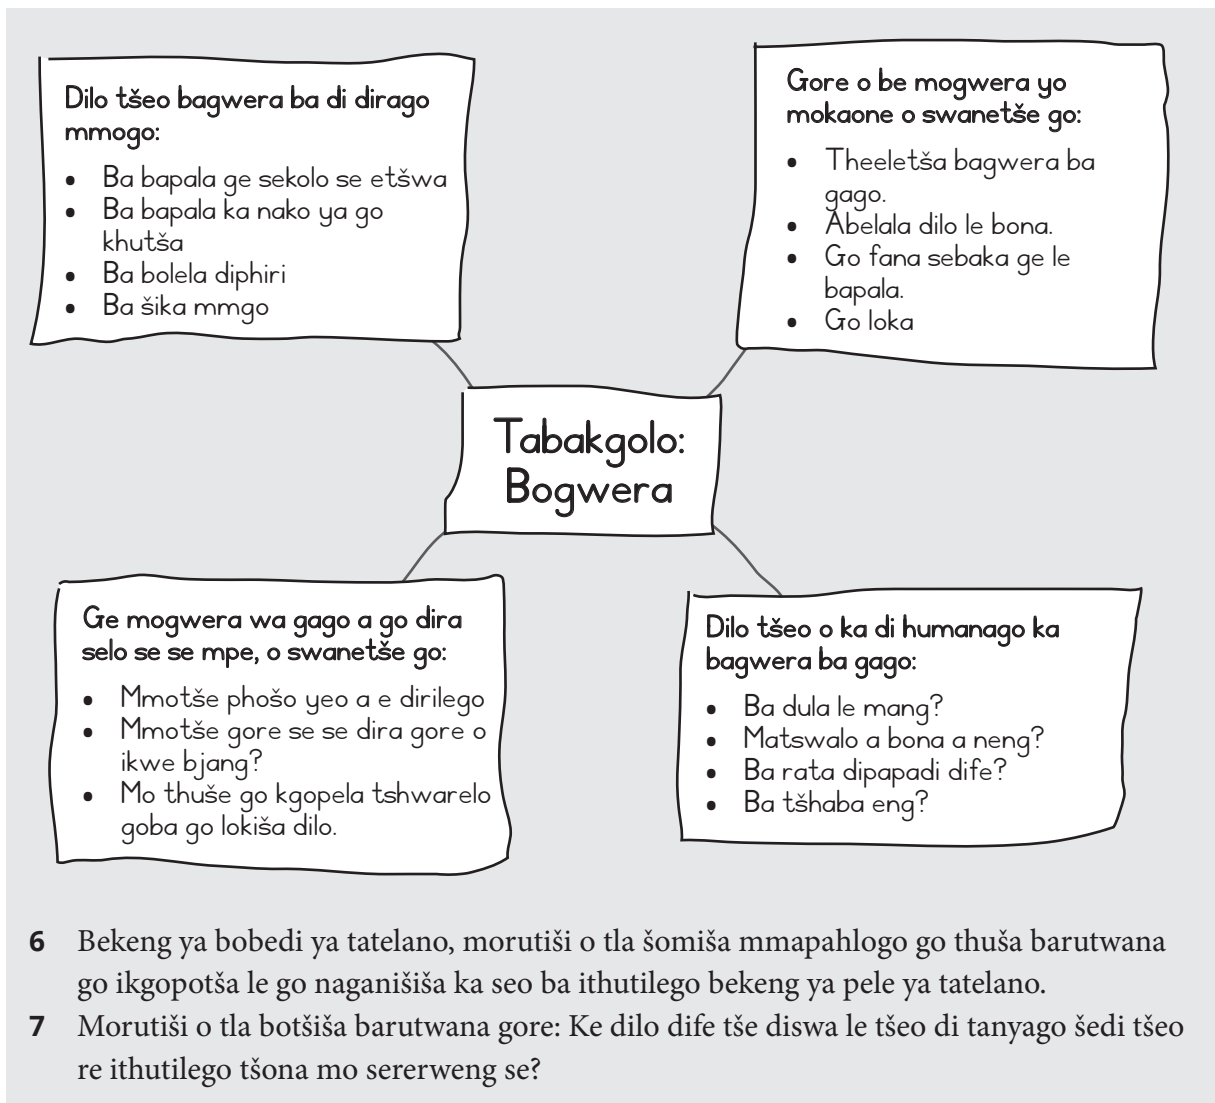 Dilo tšeo bagwera ba di dirago
mmogo:
• Ba bapala ge sekolo se etšwa
• Ba bapala ka nako ya go
khutša
• Ba bolela diphiri
• Ba šika mmgo
Gore o be mogwera yo
mokaone o swanetše go:
• Theeletša bagwera ba
gago.
• Abelala dilo le bona.
• Go fana sebaka ge le
bapala.
• Go loka
Tabakgolo:
Bogwera
Ge mogwera wa gago a go dira
selo se se mpe, o swanetše go:
• Mmotše phošo yeo a e dirilego
• Mmotše gore se se dira gore o
ikwe bjang?
• Mo thuše go kgopela tshwarelo
goba go lokiša dilo.
Dilo tšeo o ka di humanago ka
bagwera ba gago:
• Ba dula le mang?
• Matswalo a bona a neng?
• Ba rata dipapadi dife?
• Ba tšhaba eng?
6 Bekeng ya bobedi ya tatelano, morutiši o tla šomiša mmapahlogo go thuša barutwana
go ikgopotša le go naganišiša ka seo ba ithutilego bekeng ya pele ya tatelano.
7 Morutiši o tla botšiša barutwana gore: Ke dilo dife tše diswa le tšeo di tanyago šedi tšeo
re ithutilego tšona mo sererweng se?